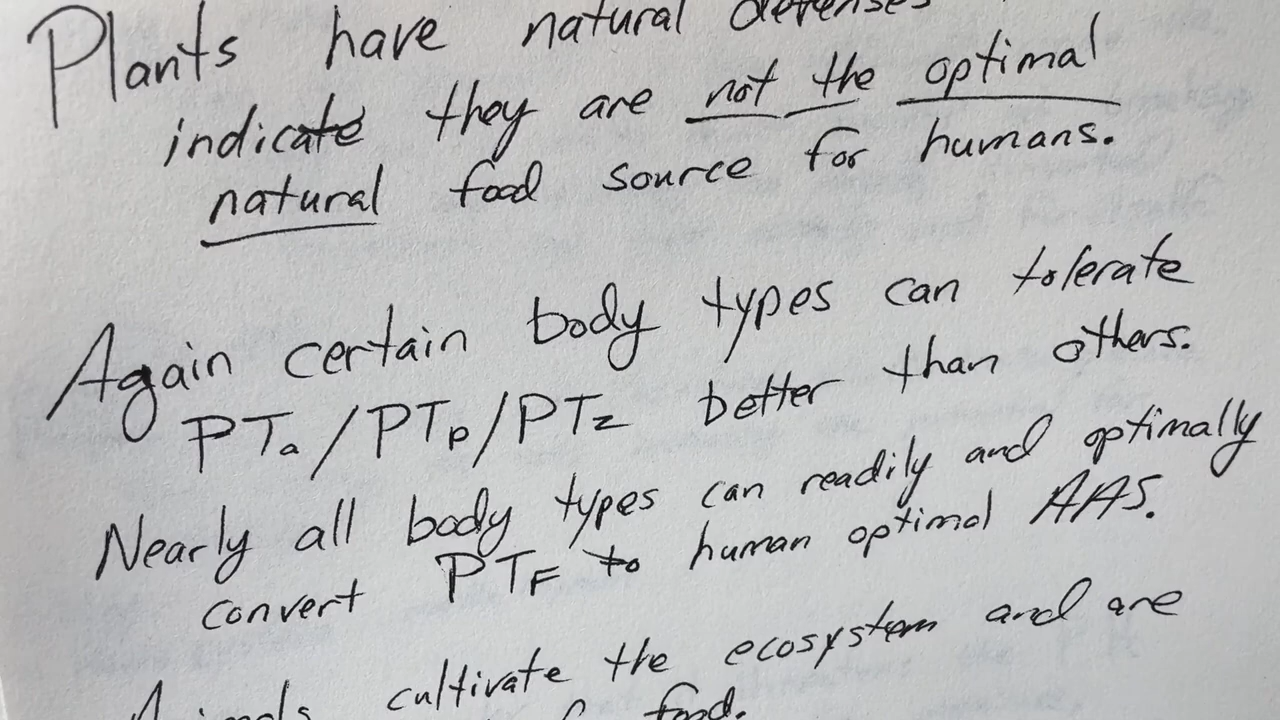 Plants have natural defenses
indicate they are not the optimal
natural food source for humans.
Again certain body types can tolerate
PTa/PTp/PTz better than others.
Nearly all body types can readily and optimally
convert PTF to human optimal AAS.
Animals cultivate the ecosystem and are
food.